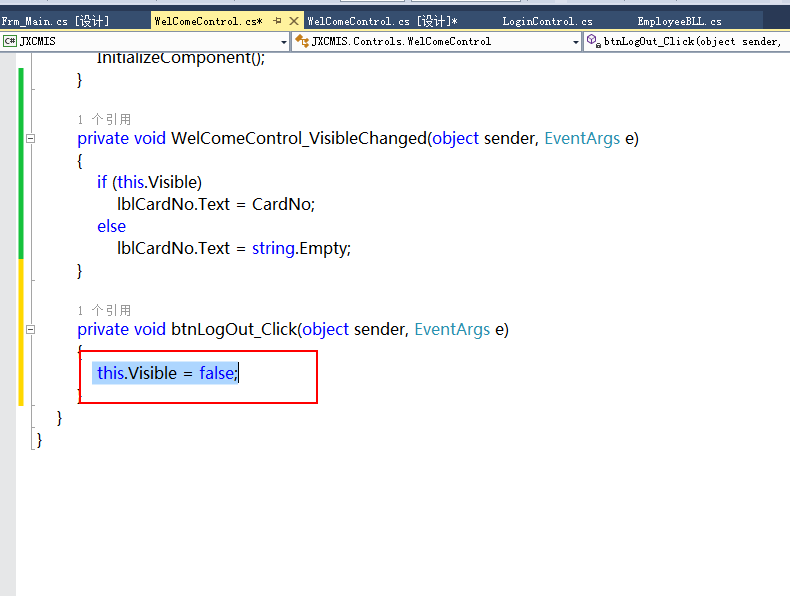 Frm_Main.cs [设计]
WelComeControl.cs*
WelComeControl.cs [设计]*
LoginControl.cs
EmployeeBLL.cs
C# JXCMIS
JXCMIS.Controls.WelComeControl
btnLogOut_Click(object sender,
InitializeComponent();
}
1 个引用
private void WelComeControl_VisibleChanged(object sender, EventArgs e)
{
if (this.Visible)
lblCardNo.Text = CardNo;
else
lblCardNo.Text = string.Empty;
}
1 个引用
private void btnLogOut_Click(object sender, EventArgs e)
{
this.Visible = false;
}
}
}